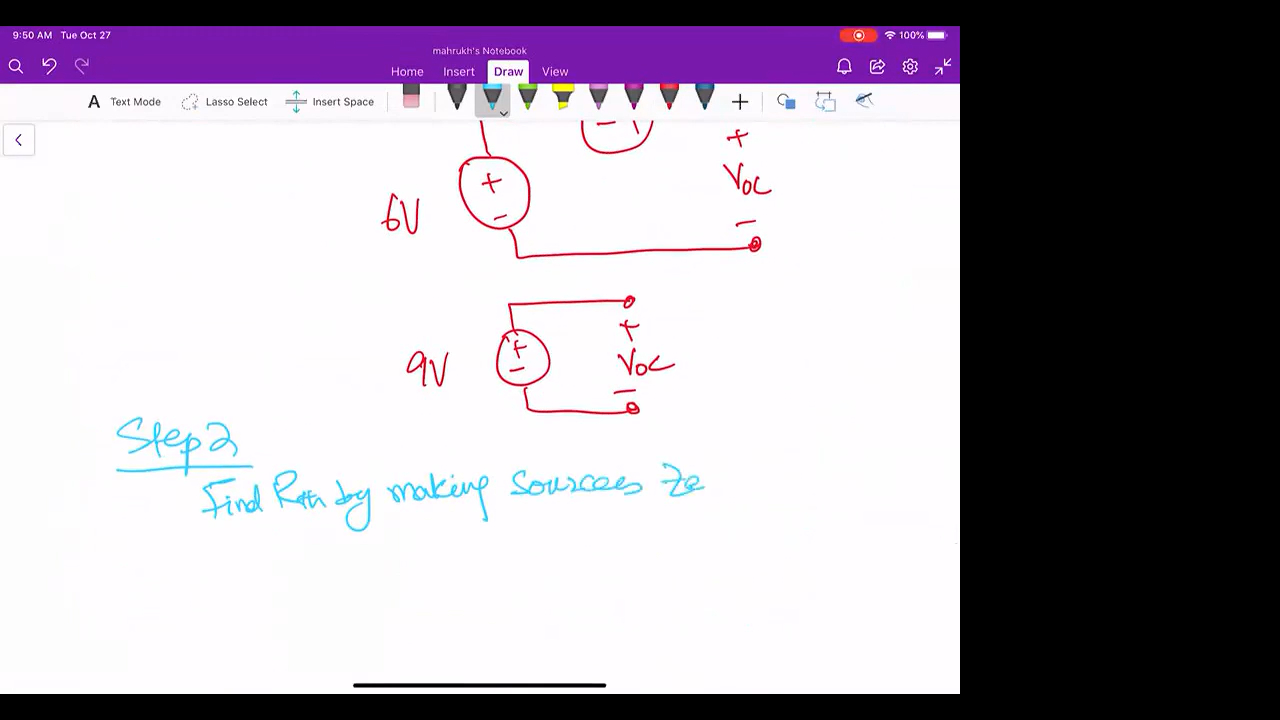 9:50 AM Tue Oct 27
100%
mahrukh's Notebook
Home Insert Draw View
A Text Mode Lasso Select Insert Space
+
VOC
-
+
-
6V
+
-
9V
+
VOC
-
Step 2
Find Rth by making sources Ze